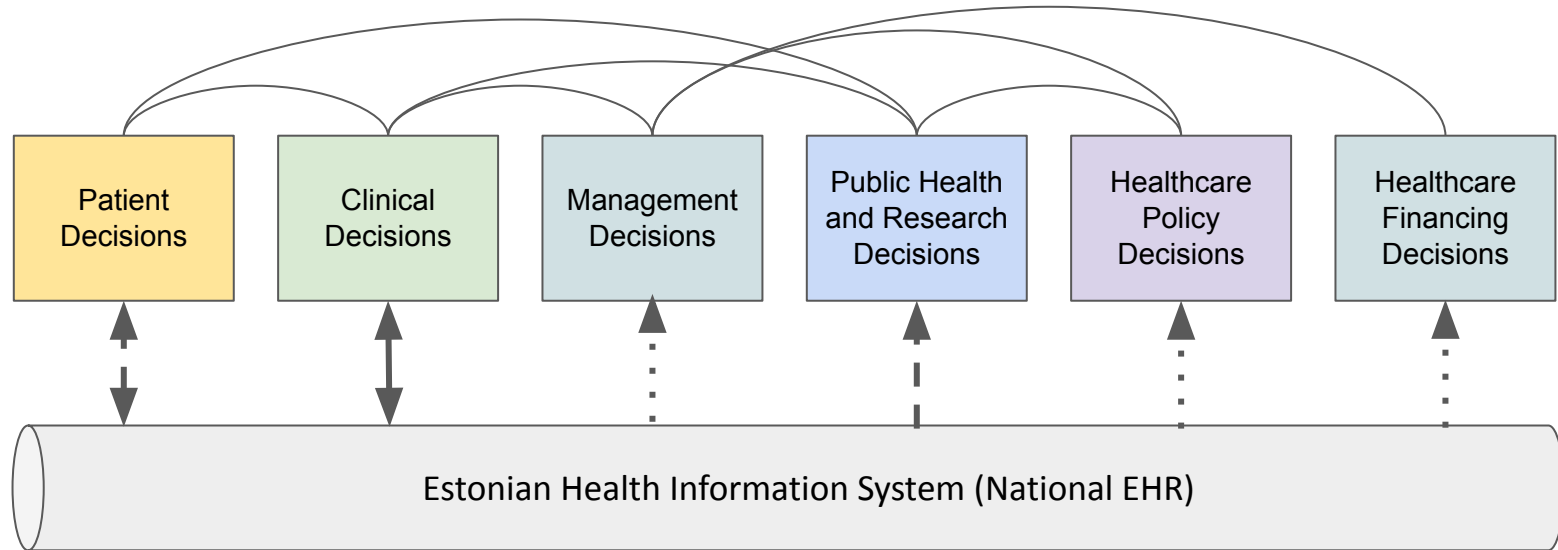 Patient
Decisions
Clinical
Decisions
Management
Decisions
Public Health
and Research
Decisions
Healthcare
Policy
Decisions
Healthcare
Financing
Decisions
Estonian Health Information System (National EHR)